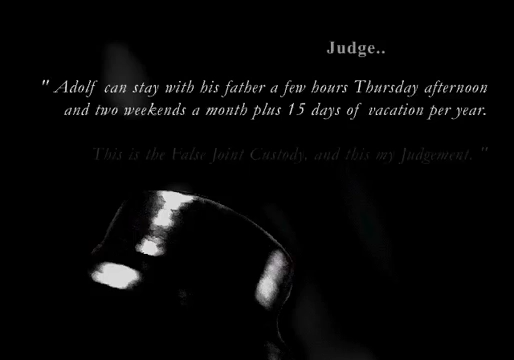 Judge..
" Adolf can stay with his father a few hours Thursday afternoon
and two weekends a month plus 15 days of vacation per year.
This is the False Joint Custody, and this my Judgement. "